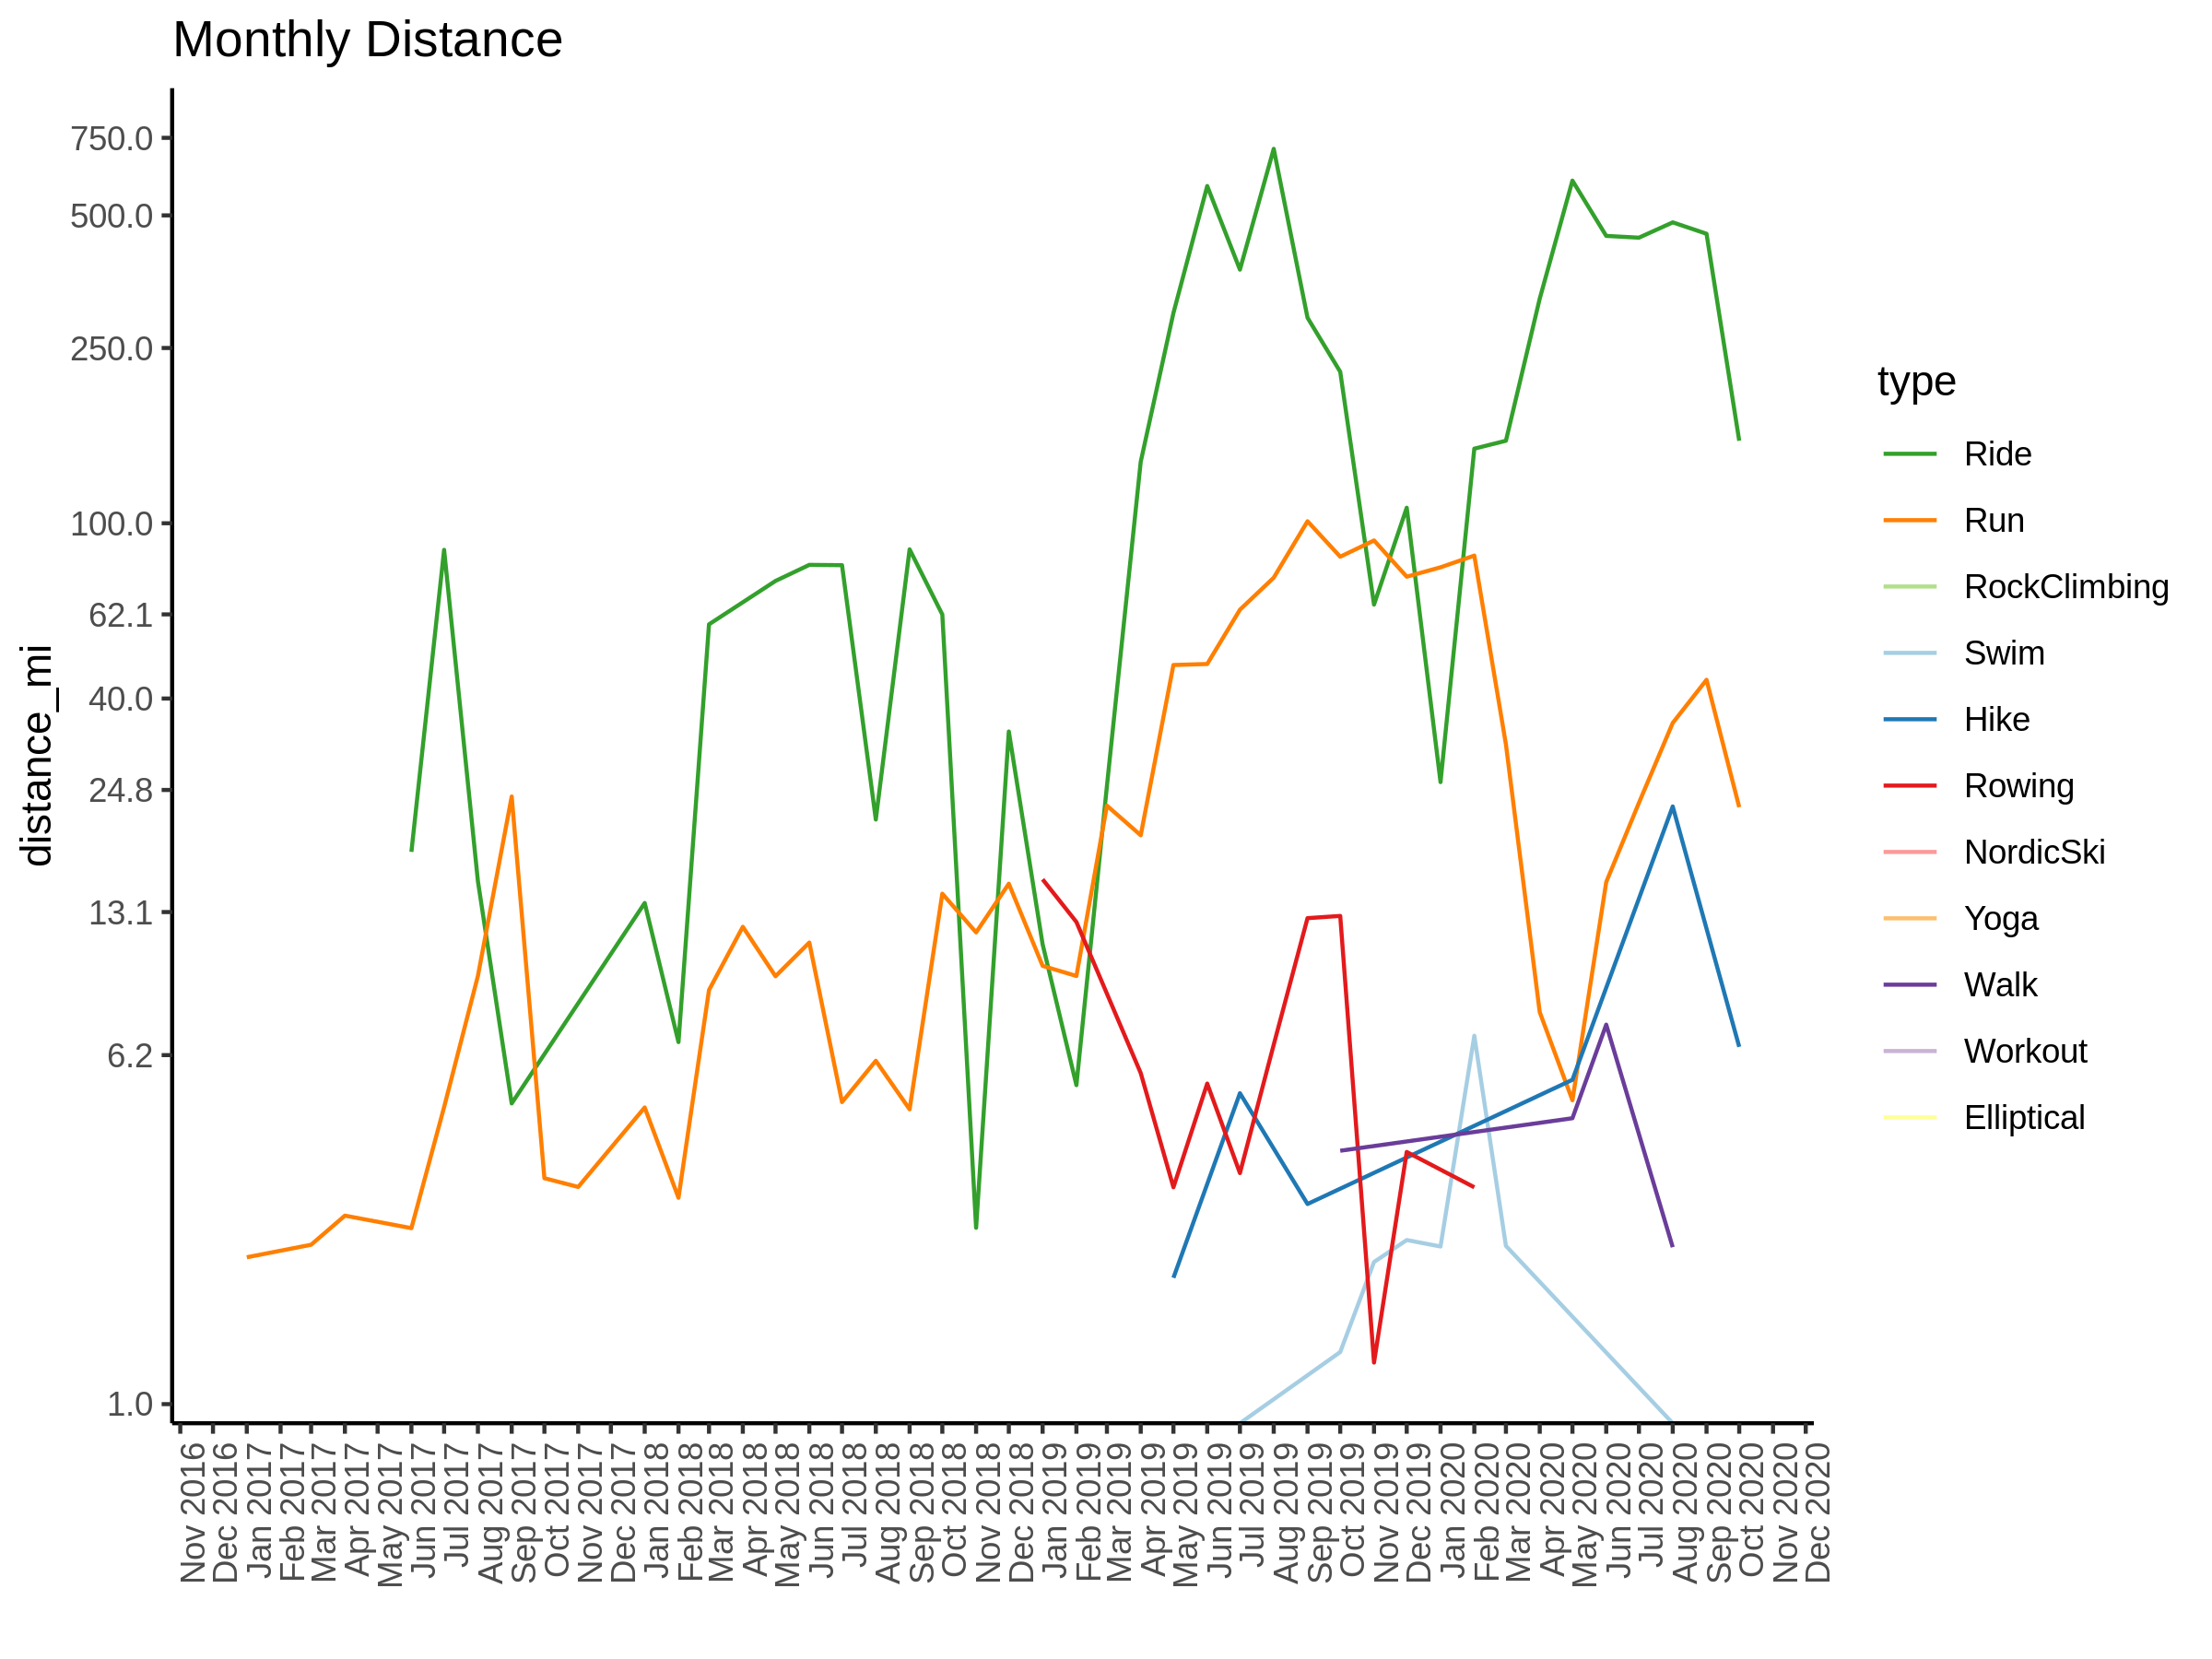 Monthly Distance
distance_mi
750.0
500.0
250.0
100.0
62.1
40.0
24.8
13.1
6.2
1.0
Nov 2016
Dec 2016
Jan 2017
Feb 2017
Mar 2017
Apr 2017
May 2017
Jun 2017
Jul 2017
Aug 2017
Sep 2017
Oct 2017
Nov 2017
Dec 2017
Jan 2018
Feb 2018
Mar 2018
Apr 2018
May 2018
Jun 2018
Jul 2018
Aug 2018
Sep 2018
Oct 2018
Nov 2018
Dec 2018
Jan 2019
Feb 2019
Mar 2019
Apr 2019
May 2019
Jun 2019
Jul 2019
Aug 2019
Sep 2019
Oct 2019
Nov 2019
Dec 2019
Jan 2020
Feb 2020
Mar 2020
Apr 2020
May 2020
Jun 2020
Jul 2020
Aug 2020
Sep 2020
Oct 2020
Nov 2020
Dec 2020
type
Ride
Run
RockClimbing
Swim
Hike
Rowing
NordicSki
Yoga
Walk
Workout
Elliptical